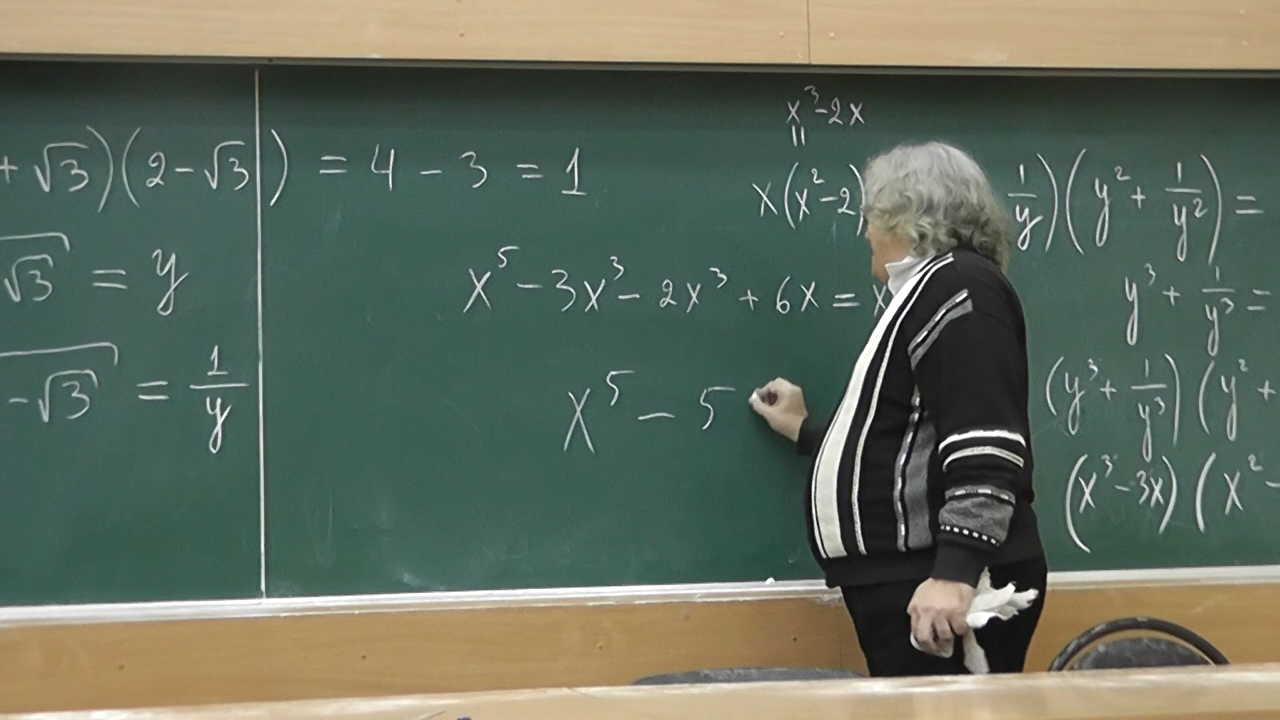 + √3)(2 - √3) = 4 - 3 = 1
√3 = y
- √3 = 1/y
x³ - 2x
||
x(x² - 2)
x⁵ - 3x³ - 2x³ + 6x = x
x⁵ - 5
1/y)(y² + 1/y²) =
y³ + 1/y³ =
(y³ + 1/y³)(y² +
(x³ - 3x)(x² -